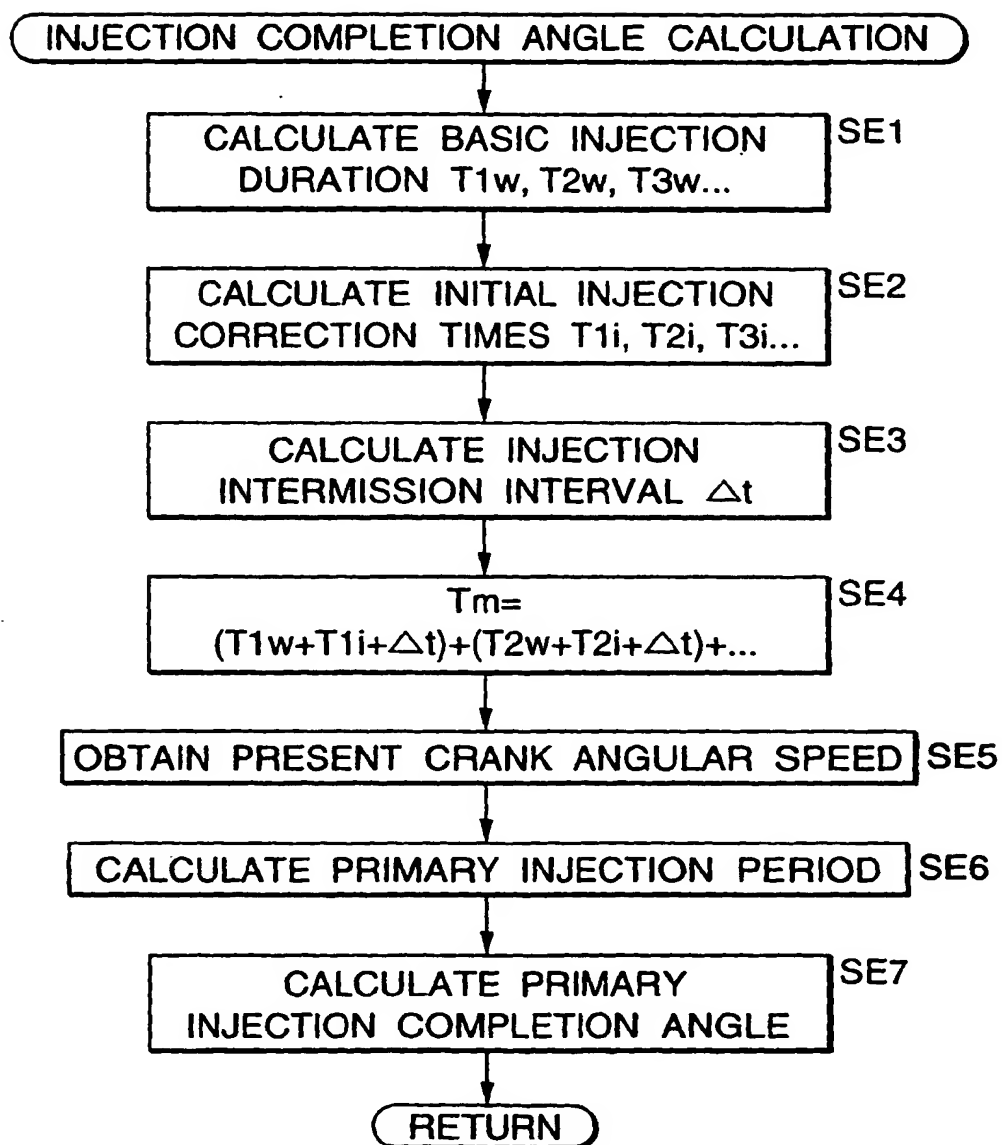 INJECTION COMPLETION ANGLE CALCULATION
CALCULATE BASIC INJECTION
DURATION T1w, T2w, T3w...
SE1
CALCULATE INITIAL INJECTION
CORRECTION TIMES T1i, T2i, T3i...
SE2
CALCULATE INJECTION
INTERMISSION INTERVAL △t
SE3
Tm=
(T1w+T1i+△t)+(T2w+T2i+△t)+...
SE4
OBTAIN PRESENT CRANK ANGULAR SPEED
SE5
CALCULATE PRIMARY INJECTION PERIOD
SE6
CALCULATE PRIMARY
INJECTION COMPLETION ANGLE
SE7
RETURN